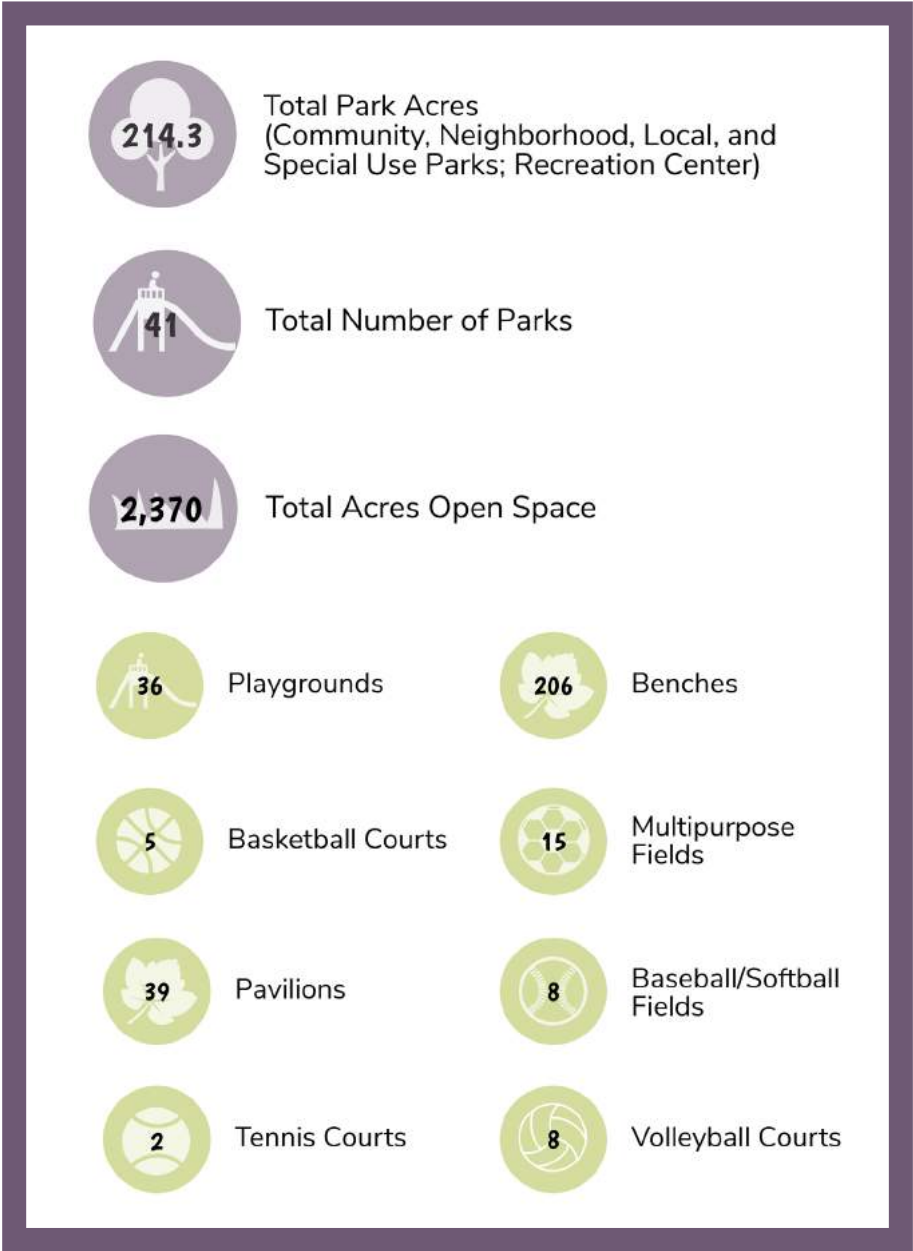 214.3
Total Park Acres
(Community, Neighborhood, Local, and
Special Use Parks; Recreation Center)
41
Total Number of Parks
2,370
Total Acres Open Space
36
Playgrounds
206
Benches
5
Basketball Courts
15
Multipurpose
Fields
39
Pavilions
8
Baseball/Softball
Fields
2
Tennis Courts
8
Volleyball Courts